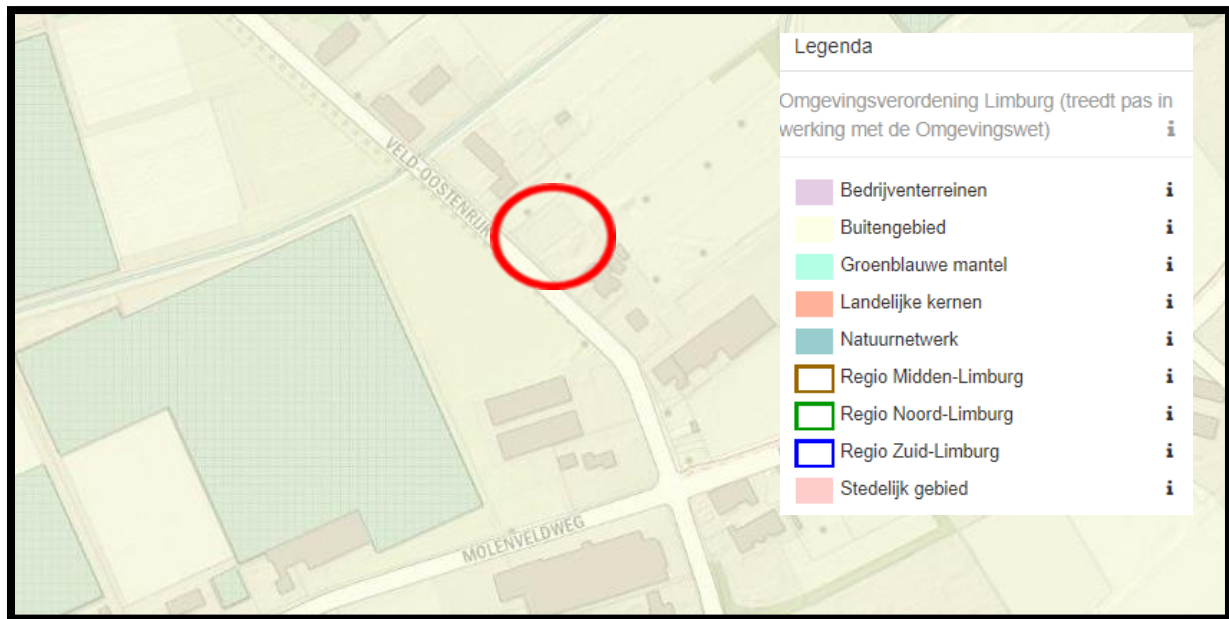 VELD-OOSTENRIJK
MOLENVELDWEG
Legenda
Omgevingsverordening Limburg (treedt pas in
werking met de Omgevingswet) i
Bedrijventerreinen i
Buitengebied i
Groenblauwe mantel i
Landelijke kernen i
Natuurnetwerk i
Regio Midden-Limburg i
Regio Noord-Limburg i
Regio Zuid-Limburg i
Stedelijk gebied i